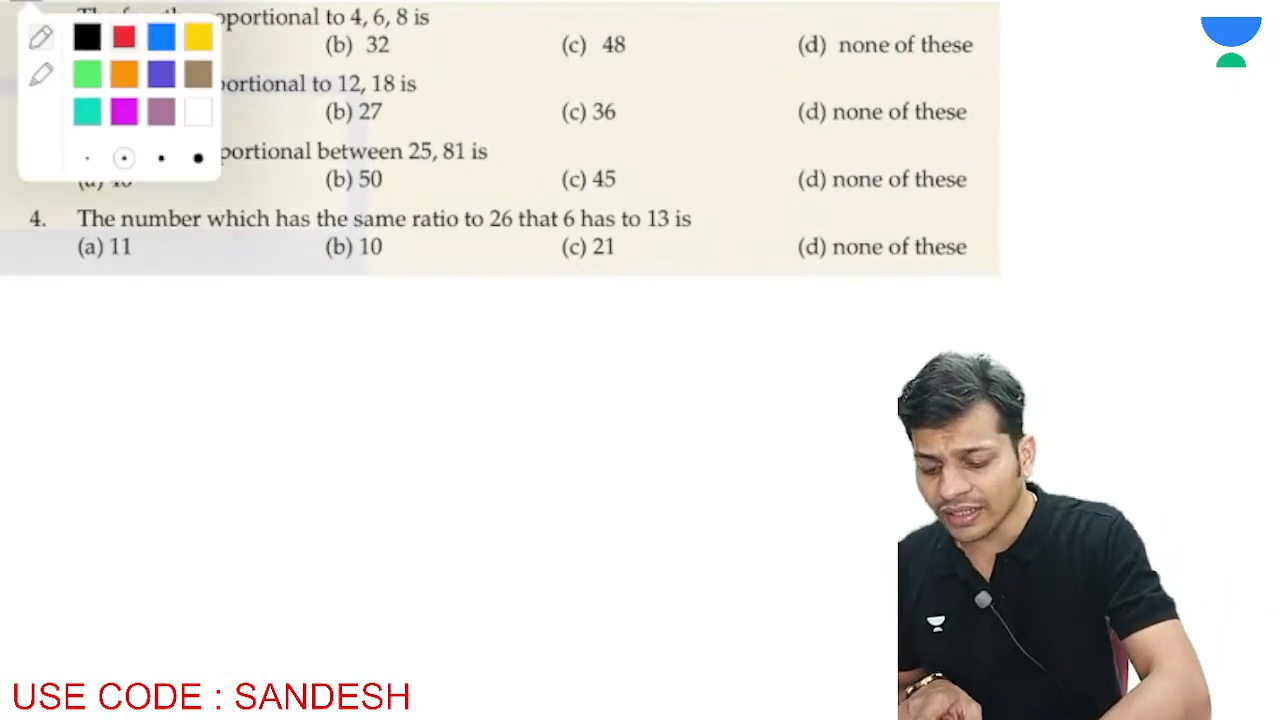 proportional to 4, 6, 8 is
(b) 32 (c) 48 (d) none of these
portional to 12, 18 is
(b) 27 (c) 36 (d) none of these
portional between 25, 81 is
(b) 50 (c) 45 (d) none of these
4. The number which has the same ratio to 26 that 6 has to 13 is
(a) 11 (b) 10 (c) 21 (d) none of these
USE CODE : SANDESH